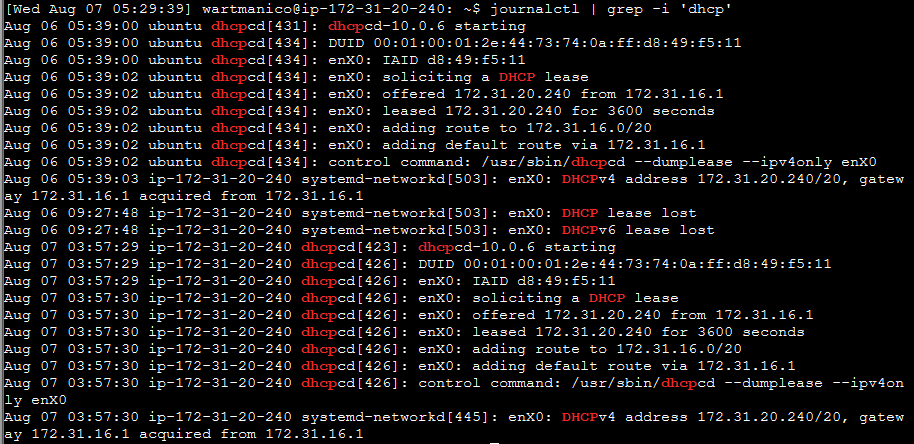 [Wed Aug 07 05:29:39] wartmanico@ip-172-31-20-240: ~$ journalctl | grep -i 'dhcp'
Aug 06 05:39:00 ubuntu dhcpcd[431]: dhcpcd-10.0.6 starting
Aug 06 05:39:00 ubuntu dhcpcd[434]: DUID 00:01:00:01:2e:44:73:74:0a:ff:d8:49:f5:11
Aug 06 05:39:00 ubuntu dhcpcd[434]: enX0: IAID d8:49:f5:11
Aug 06 05:39:02 ubuntu dhcpcd[434]: enX0: soliciting a DHCP lease
Aug 06 05:39:02 ubuntu dhcpcd[434]: enX0: offered 172.31.20.240 from 172.31.16.1
Aug 06 05:39:02 ubuntu dhcpcd[434]: enX0: leased 172.31.20.240 for 3600 seconds
Aug 06 05:39:02 ubuntu dhcpcd[434]: enX0: adding route to 172.31.16.0/20
Aug 06 05:39:02 ubuntu dhcpcd[434]: enX0: adding default route via 172.31.16.1
Aug 06 05:39:02 ubuntu dhcpcd[434]: control command: /usr/sbin/dhcpcd --dumplease --ipv4only enX0
Aug 06 05:39:03 ip-172-31-20-240 systemd-networkd[503]: enX0: DHCPv4 address 172.31.20.240/20, gatew
ay 172.31.16.1 acquired from 172.31.16.1
Aug 06 09:27:48 ip-172-31-20-240 systemd-networkd[503]: enX0: DHCP lease lost
Aug 06 09:27:48 ip-172-31-20-240 systemd-networkd[503]: enX0: DHCPv6 lease lost
Aug 07 03:57:29 ip-172-31-20-240 dhcpcd[423]: dhcpcd-10.0.6 starting
Aug 07 03:57:29 ip-172-31-20-240 dhcpcd[426]: DUID 00:01:00:01:2e:44:73:74:0a:ff:d8:49:f5:11
Aug 07 03:57:29 ip-172-31-20-240 dhcpcd[426]: enX0: IAID d8:49:f5:11
Aug 07 03:57:30 ip-172-31-20-240 dhcpcd[426]: enX0: soliciting a DHCP lease
Aug 07 03:57:30 ip-172-31-20-240 dhcpcd[426]: enX0: offered 172.31.20.240 from 172.31.16.1
Aug 07 03:57:30 ip-172-31-20-240 dhcpcd[426]: enX0: leased 172.31.20.240 for 3600 seconds
Aug 07 03:57:30 ip-172-31-20-240 dhcpcd[426]: enX0: adding route to 172.31.16.0/20
Aug 07 03:57:30 ip-172-31-20-240 dhcpcd[426]: enX0: adding default route via 172.31.16.1
Aug 07 03:57:30 ip-172-31-20-240 dhcpcd[426]: control command: /usr/sbin/dhcpcd --dumplease --ipv4on
ly enX0
Aug 07 03:57:30 ip-172-31-20-240 systemd-networkd[445]: enX0: DHCPv4 address 172.31.20.240/20, gatew
ay 172.31.16.1 acquired from 172.31.16.1